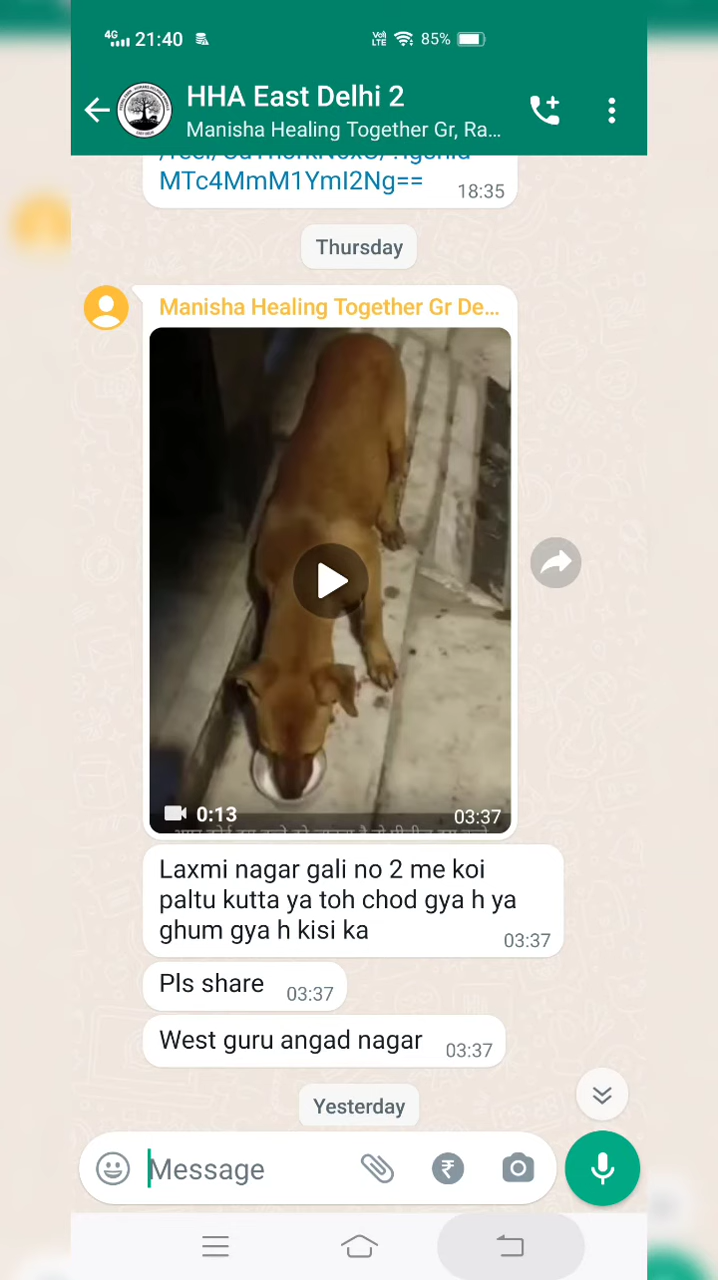 4G 21:40 VoLTE 85%
HHA East Delhi 2
Manisha Healing Together Gr, Ra...
MTc4MmM1YmI2Ng== 18:35
Thursday
Manisha Healing Together Gr De...
0:13 03:37
Laxmi nagar gali no 2 me koi
paltu kutta ya toh chod gya h ya
ghum gya h kisi ka 03:37
Pls share 03:37
West guru angad nagar 03:37
Yesterday
Message